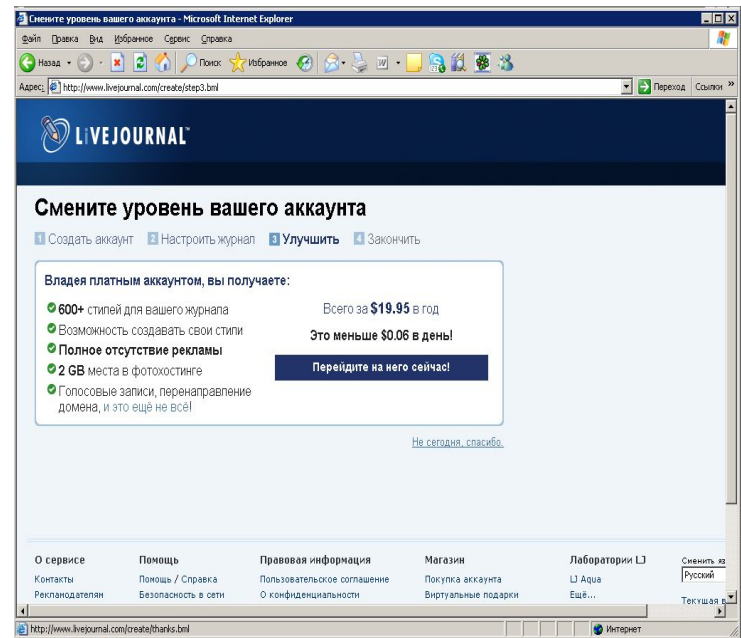 Смените уровень вашего аккаунта - Microsoft Internet Explorer
Файл Правка Вид Избранное Сервис Справка
Назад Поиск Избранное
Адрес: http://www.livejournal.com/create/step3.bml Переход Ссылки »
LiVEJOURNAL™
Смените уровень вашего аккаунта
1 Создать аккаунт 2 Настроить журнал 3 Улучшить 4 Закончить
Владея платным аккаунтом, вы получаете:
600+ стилей для вашего журнала
Возможность создавать свои стили
Полное отсутствие рекламы
2 GB места в фотохостинге
Голосовые записи, перенаправление
домена, и это ещё не всё!
Всего за $19.95 в год
Это меньше $0.06 в день!
Перейдите на него сейчас!
Не сегодня, спасибо.
О сервисе Помощь Правовая информация Магазин Лаборатории LJ Сменить яз
Контакты Помощь / Справка Пользовательское соглашение Покупка аккаунта LJ Aqua Русский
Рекланодателям Безопасность в сети О конфиденциальности Виртуальные подарки Ещё...
Текущая в
http://www.livejournal.com/create/thanks.bml Интернет